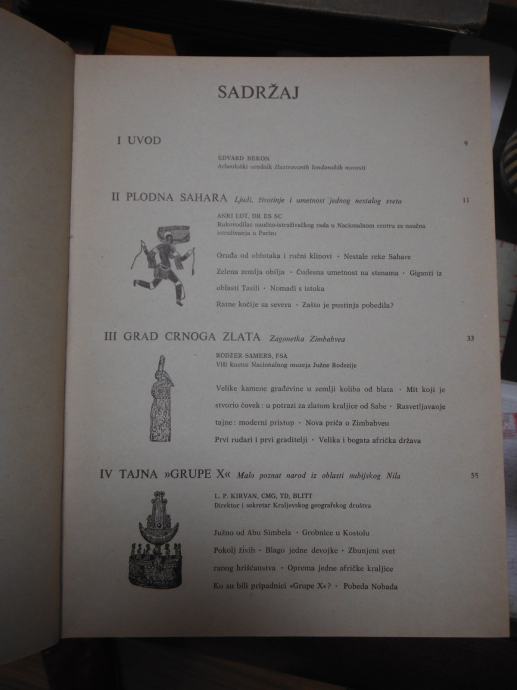 SADRŽAJ
I UVOD 9
EDVARD BEKON
Arheološki urednik Ilustrovanih londonskih novosti
II PLODNA SAHARA Ljudi, životinje i umetnost jednog nestalog sveta 11
ANRI LOT, DR ES SC
Rukovodilac naučno-istraživačkog rada u Nacionalnom centru za naučna
istraživanja u Parizu
Oruđa od oblutaka i ručni klinovi · Nestale reke Sahare
Zelena zemlja obilja · Čudesna umetnost na stenama · Giganti iz
oblasti Tasili · Nomadi s istoka
Ratne kočije sa severa · Zašto je pustinja pobedila?
III GRAD CRNOGA ZLATA Zagonetka Zimbabvea 33
RODŽER SAMERS, FSA
Viši kustos Nacionalnog muzeja Južne Rodezije
Velike kamene građevine u zemlji koliba od blata · Mit koji je
stvorio čovek: u potrazi za zlatom kraljice od Sabe · Rasvetljavanje
tajne: moderni pristup · Nova priča o Zimbabveu
Prvi rudari i prvi graditelji · Velika i bogata afrička država
IV TAJNA »GRUPE X« Malo poznat narod iz oblasti nubijskog Nila 55
L. P. KIRVAN, CMG, TD, BLITT
Direktor i sekretar Kraljevskog geografskog društva
Južno od Abu Simbela · Grobnice u Kostolu
Pokolj živih · Blago jedne devojke · Zbunjeni svet
ranog hrišćanstva · Oprema jedne afričke kraljice
Ko su bili pripadnici »Grupe X«? · Pobeda Nobada